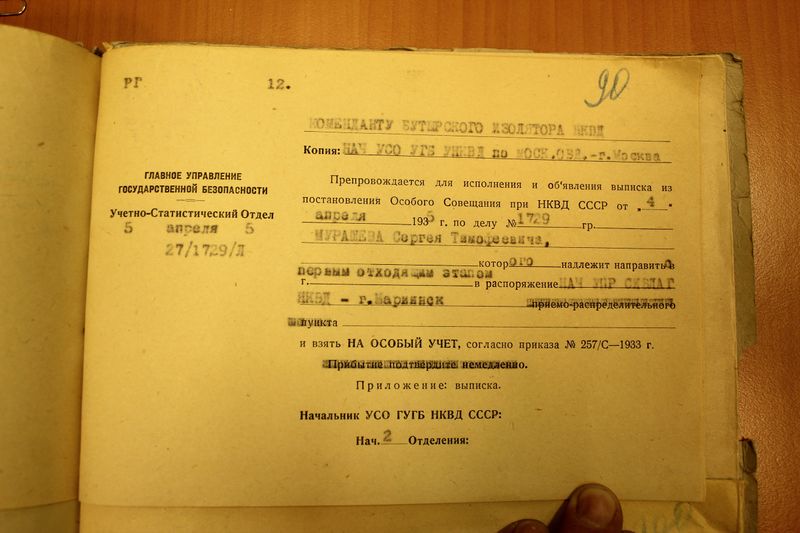 РГ 12. 90
КОМЕНДАНТУ БУТЫРСКОГО ИЗОЛЯТОРА НКВД
Копия: НАЧ УСО УГБ УНКВД по МОСК.ОБЛ.-г.Москва
ГЛАВНОЕ УПРАВЛЕНИЕ
ГОСУДАРСТВЕННОЙ БЕЗОПАСНОСТИ
Учетно-Статистический Отдел
5 апреля 5
27/1729/Л
Препровождается для исполнения и об'явления выписка из
постановления Особого Совещания при НКВД СССР от „4"
апреля 1935 г. по делу № 1729 гр.
МУРАШЕВА Сергея Тимофеевича,
которого надлежит направить
первым отходящим этапом
г. в распоряжение НАЧ УПР СИБЛАГ
НКВД - г.Мариинск приемо-распределительного
пункта
и взять НА ОСОБЫЙ УЧЕТ, согласно приказа № 257/С—1933 г.
Прибытие подтвердите немедленно.
Приложение: выписка.
Начальник УСО ГУГБ НКВД СССР:
Нач. 2 Отделения: